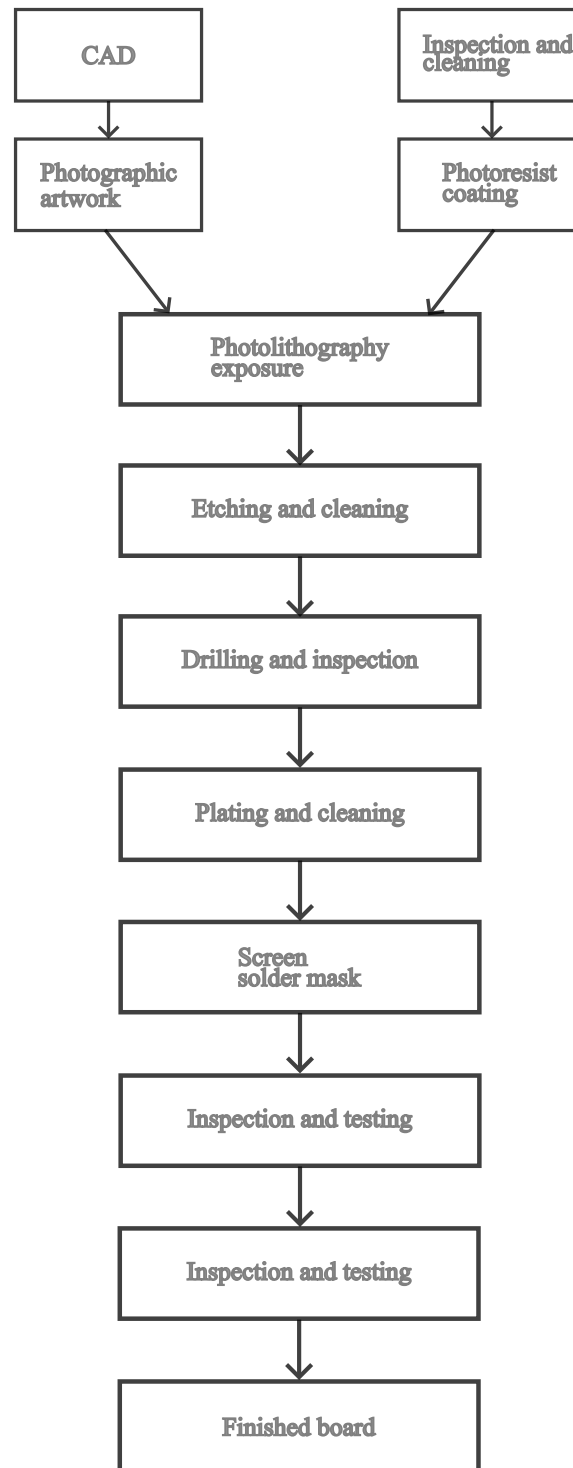 CAD
Inspection and
cleaning
Photographic
artwork
Photoresist
coating
Photolithography
exposure
Etching and cleaning
Drilling and inspection
Plating and cleaning
Screen
solder mask
Inspection and testing
Inspection and testing
Finished board